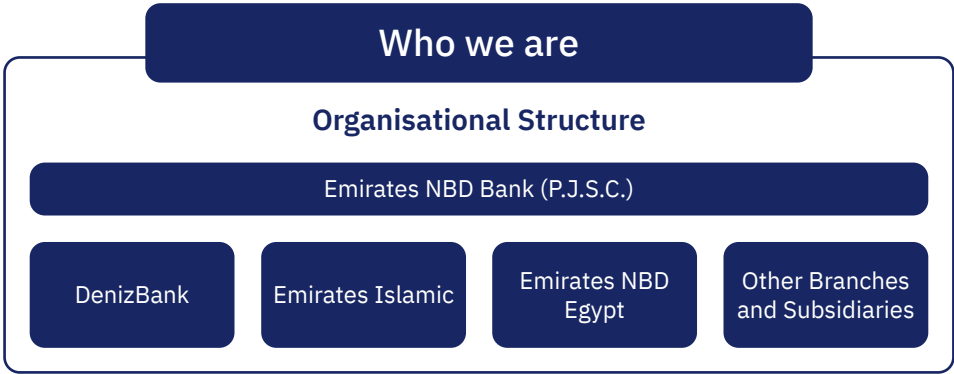 Who we are
Organisational Structure
Emirates NBD Bank (P.J.S.C.)
DenizBank
Emirates Islamic
Emirates NBD
Egypt
Other Branches
and Subsidiaries